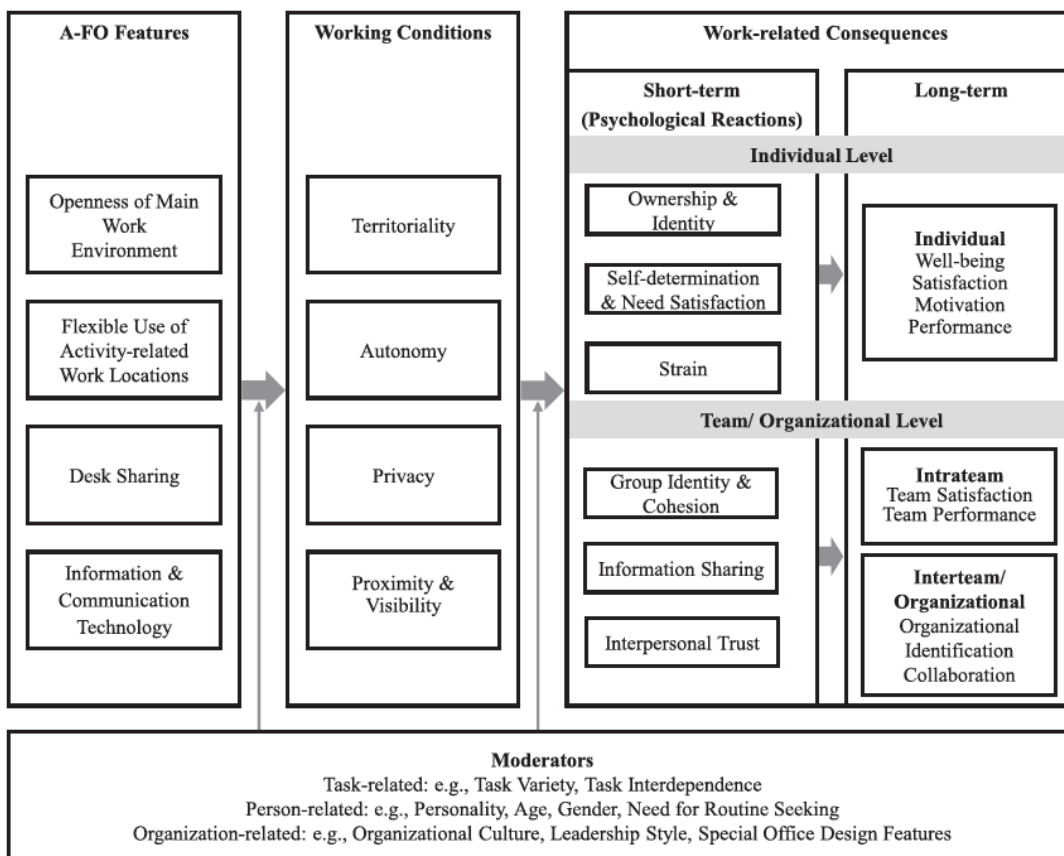 A-FO Features
Openness of Main
Work
Environment
Flexible Use of
Activity-related
Work Locations
Desk Sharing
Information &
Communication
Technology
Working Conditions
Territoriality
Autonomy
Privacy
Proximity &
Visibility
Work-related Consequences
Short-term
(Psychological Reactions)
Long-term
Individual Level
Ownership &
Identity
Self-determination
& Need Satisfaction
Strain
Individual
Well-being
Satisfaction
Motivation
Performance
Team/ Organizational Level
Group Identity &
Cohesion
Information Sharing
Interpersonal Trust
Intrateam
Team Satisfaction
Team Performance
Interteam/
Organizational
Organizational
Identification
Collaboration
Moderators
Task-related: e.g., Task Variety, Task Interdependence
Person-related: e.g., Personality, Age, Gender, Need for Routine Seeking
Organization-related: e.g., Organizational Culture, Leadership Style, Special Office Design Features